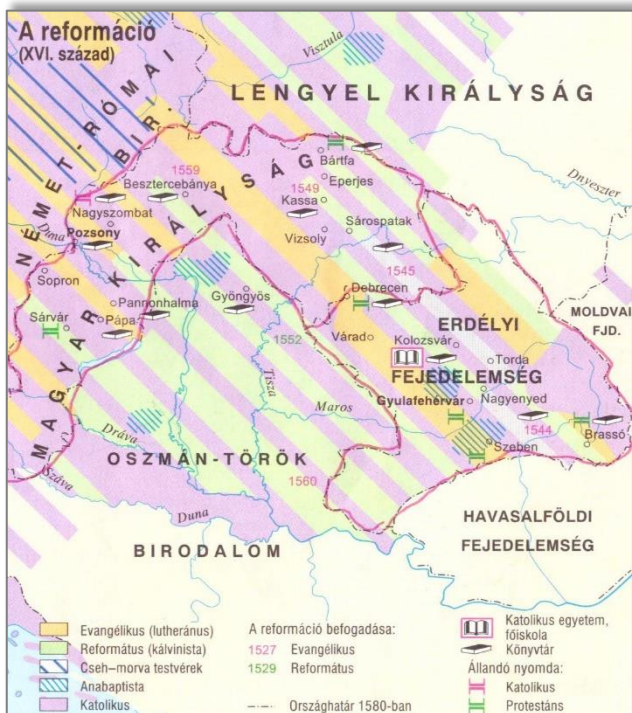 A reformáció
(XVI. század)
Visztula
LENGYEL KIRÁLYSÁG
NÉMET-RÓMAI
BIR.
MAGYAR KIRÁLYSÁG
Bártfa
1559
Besztercebánya
Eperjes
1549
Kassa
Dnyeszter
Nagyszombat
Pozsony
Vizsoly
Sárospatak
Sopron
1545
Pannonhalma
Gyöngyös
Debrecen
MOLDVAI
FJD.
Sárvár
Pápa
1552
ERDÉLYI
Várad
Kolozsvár
Torda
FEJEDELEMSÉG
Tisza
Maros
Gyulafehérvár
Nagyenyed
1544
Brassó
Dráva
Szeben
OSZMÁN-TÖRÖK
Száva
1560
Duna
HAVASALFÖLDI
FEJEDELEMSÉG
BIRODALOM
Evangélikus (lutheránus)
Református (kálvinista)
Cseh–morva testvérek
Anabaptista
Katolikus
A reformáció befogadása:
1527 Evangélikus
1529 Református
Országhatár 1580-ban
Katolikus egyetem,
főiskola
Könyvtár
Állandó nyomda:
Katolikus
Protestáns